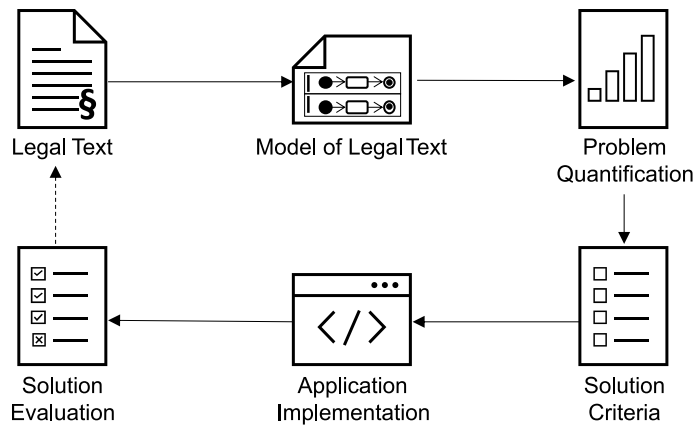 §
Legal Text
Model of Legal Text
Problem
Quantification
</>
Solution
Evaluation
Application
Implementation
Solution
Criteria